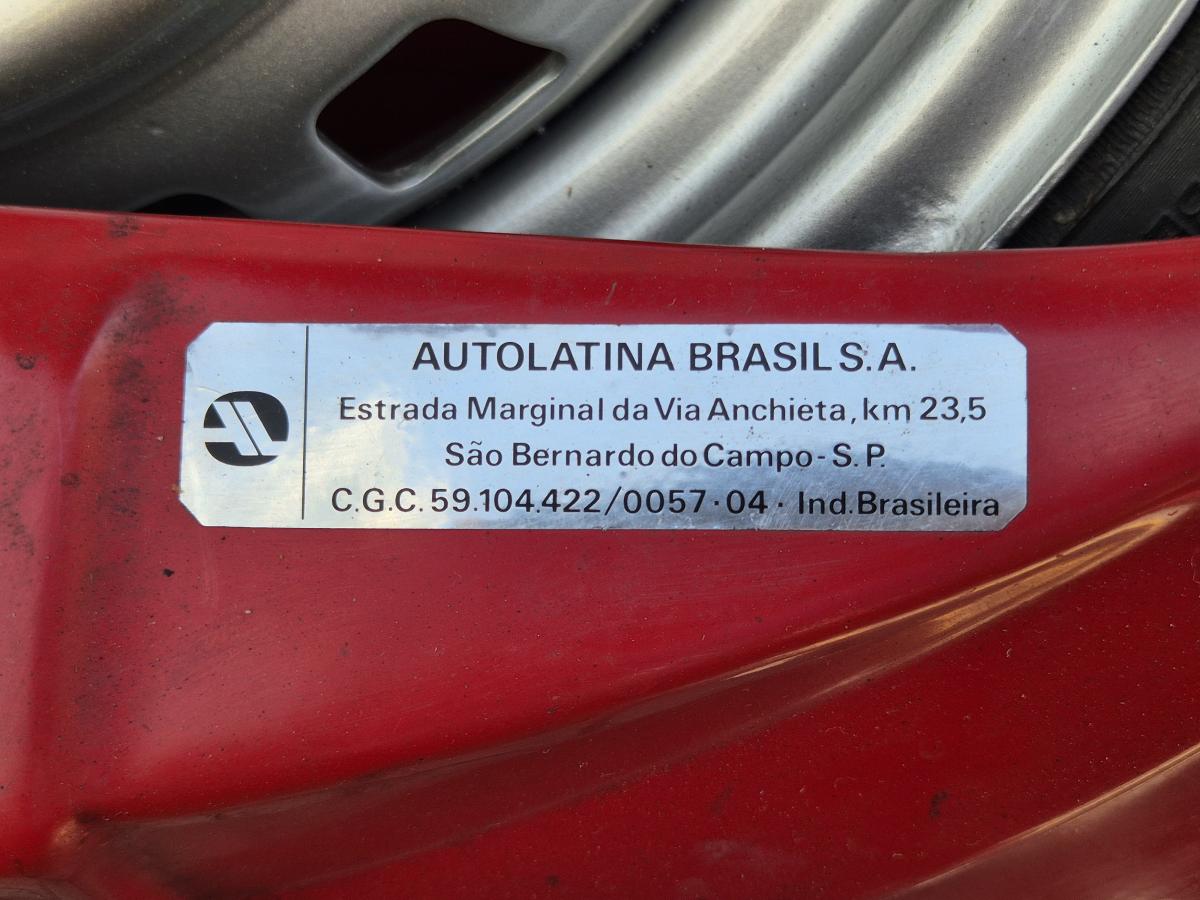 AUTOLATINA BRASIL S.A.
Estrada Marginal da Via Anchieta, km 23,5
São Bernardo do Campo - S.P.
C.G.C. 59.104.422/0057·04 · Ind.Brasileira